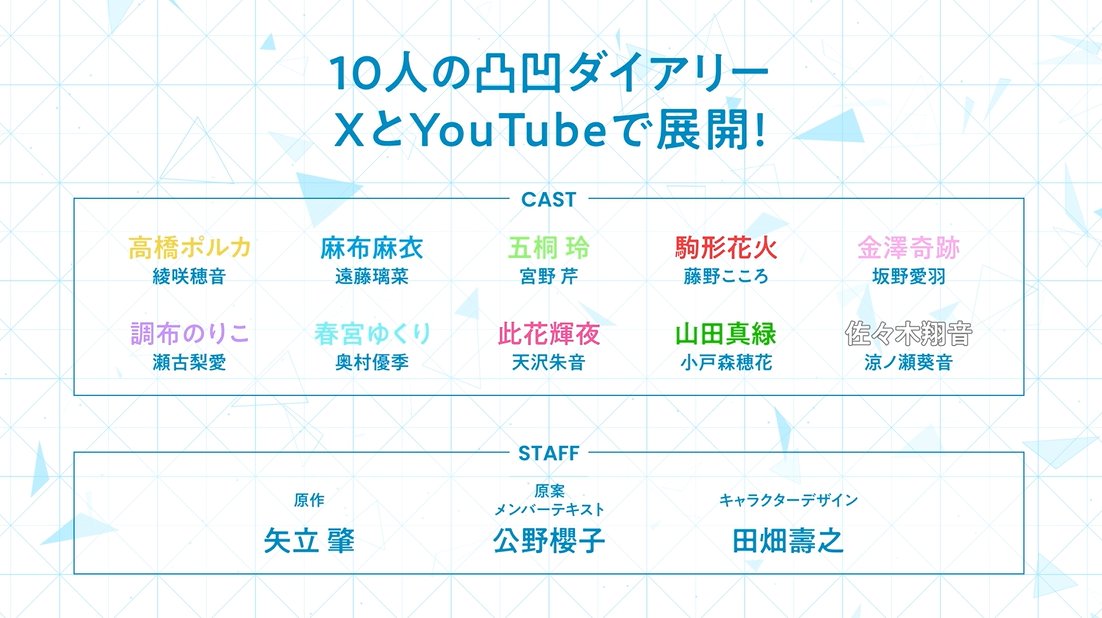 10人の凸凹ダイアリー
XとYouTubeで展開!
CAST
高橋ポルカ 麻布麻衣 五桐 玲 駒形花火 金澤奇跡
綾咲穂音 遠藤璃菜 宮野 芹 藤野こころ 坂野愛羽
調布のりこ 春宮ゆくり 此花輝夜 山田真緑 佐々木翔音
瀬古梨愛 奥村優季 天沢朱音 小戸森穂花 涼ノ瀬葵音
STAFF
原作 原案 キャラクターデザイン
メンバーテキスト
矢立 肇 公野櫻子 田畑壽之